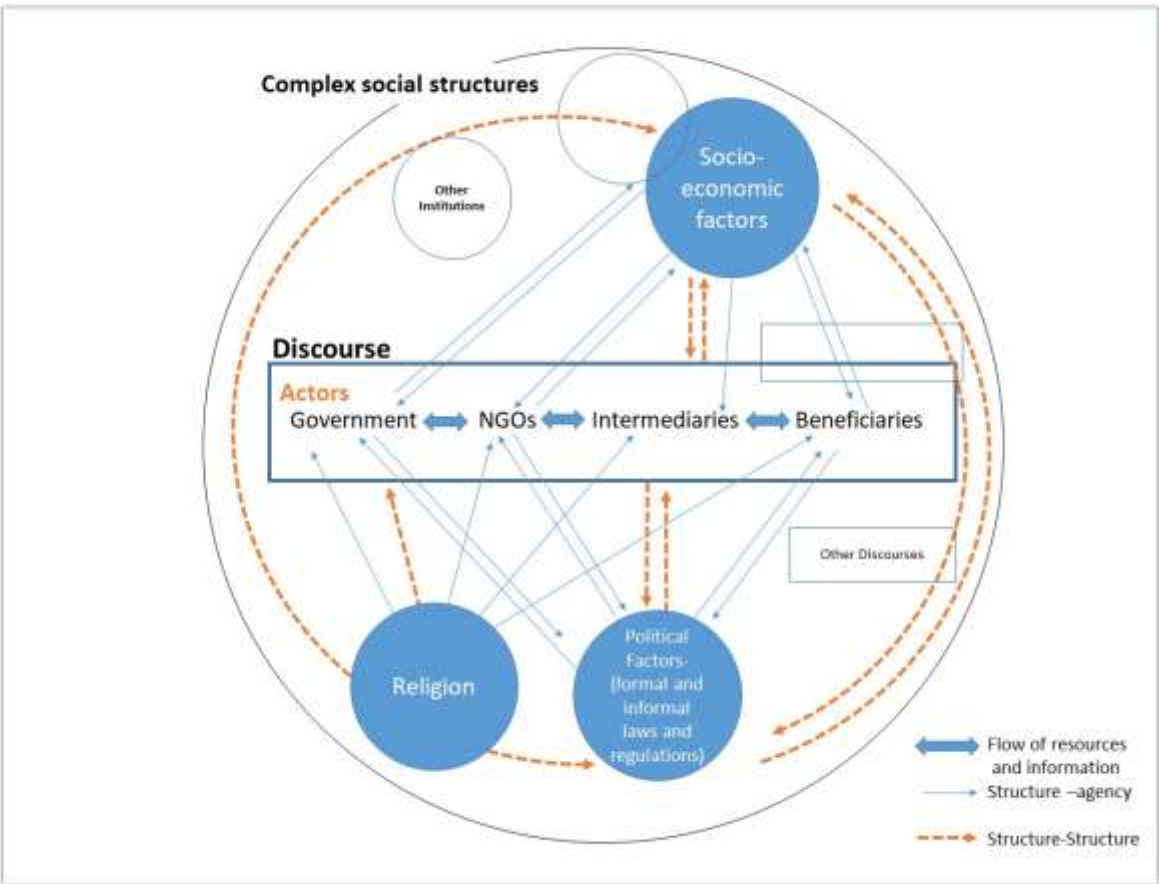 Complex social structures
Socio-
economic
factors
Other
Institutions
Discourse
Actors
Government
NGOs
Intermediaries
Beneficiaries
Other Discourses
Religion
Political
Factors-
(formal and
informal
laws and
regulations)
Flow of resources
and information
Structure –agency
Structure-Structure